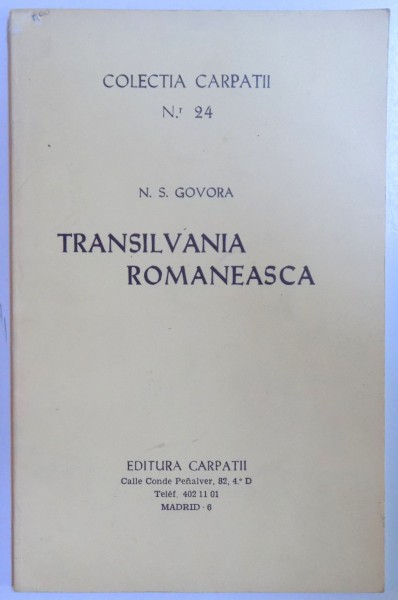 COLECTIA CARPATII
N.r 24
N. S. GOVORA
TRANSILVANIA
ROMANEASCA
EDITURA CARPATII
Calle Conde Peñalver, 82, 4.º D
Teléf. 402 11 01
MADRID - 6